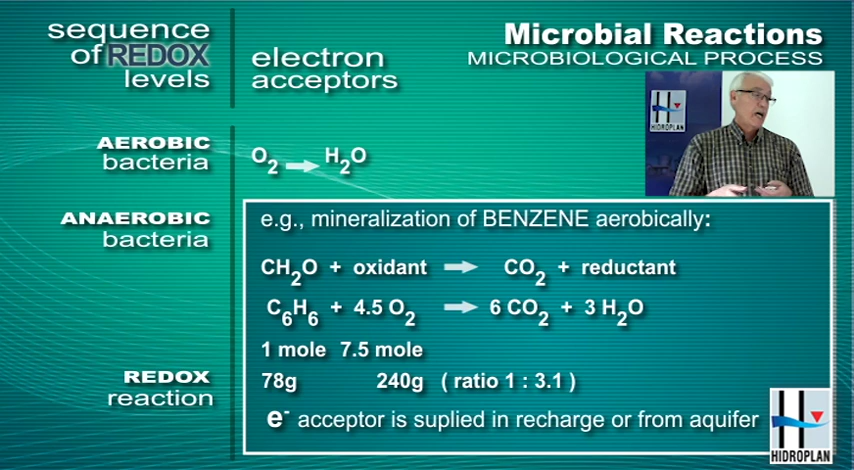 sequence
of REDOX
levels
electron
acceptors
Microbial Reactions
MICROBIOLOGICAL PROCESS
HIDROPLAN
AEROBIC
bacteria
O₂ → H₂O
ANAEROBIC
bacteria
e.g., mineralization of BENZENE aerobically:
CH₂O + oxidant → CO₂ + reductant
C₆H₆ + 4.5 O₂ → 6 CO₂ + 3 H₂O
1 mole 7.5 mole
REDOX
reaction
78g 240g ( ratio 1 : 3.1 )
e⁻ acceptor is suplied in recharge or from aquifer
HIDROPLAN